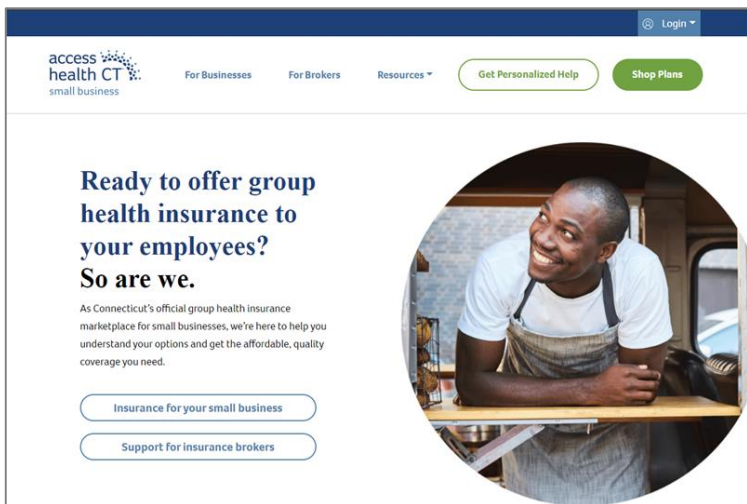 Login
access
health CT
small business
For Businesses
For Brokers
Resources
Get Personalized Help
Shop Plans
Ready to offer group
health insurance to
your employees?
So are we.
As Connecticut's official group health insurance
marketplace for small businesses, we're here to help you
understand your options and get the affordable, quality
coverage you need.
Insurance for your small business
Support for insurance brokers